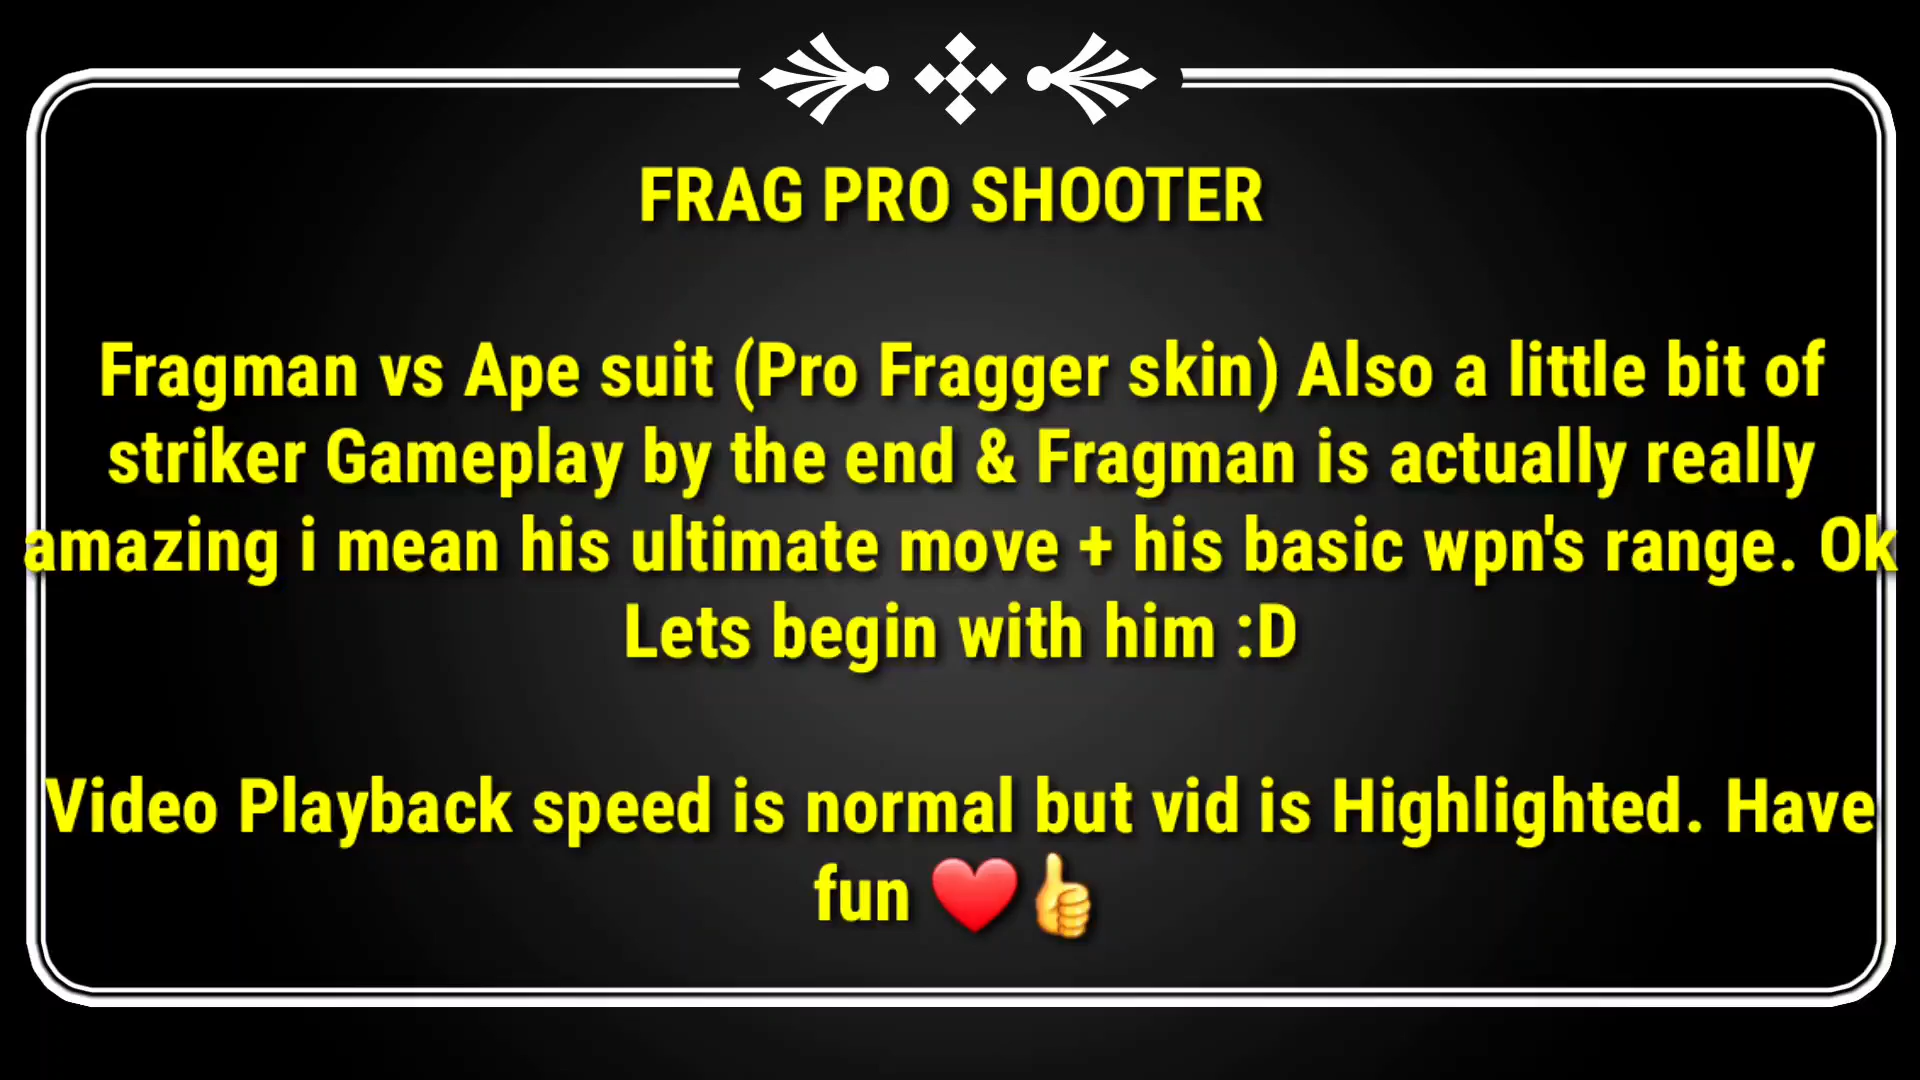 FRAG PRO SHOOTER
Fragman vs Ape suit (Pro Fragger skin) Also a little bit of
striker Gameplay by the end & Fragman is actually really
amazing i mean his ultimate move + his basic wpn's range. Ok
Lets begin with him :D
Video Playback speed is normal but vid is Highlighted. Have
fun ❤️👍